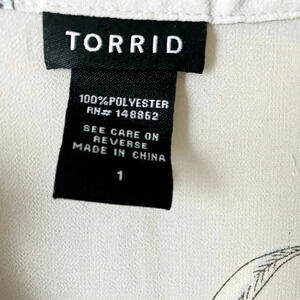 TORRID
100%POLYESTER
RN# 148862
SEE CARE ON
REVERSE
MADE IN CHINA
1